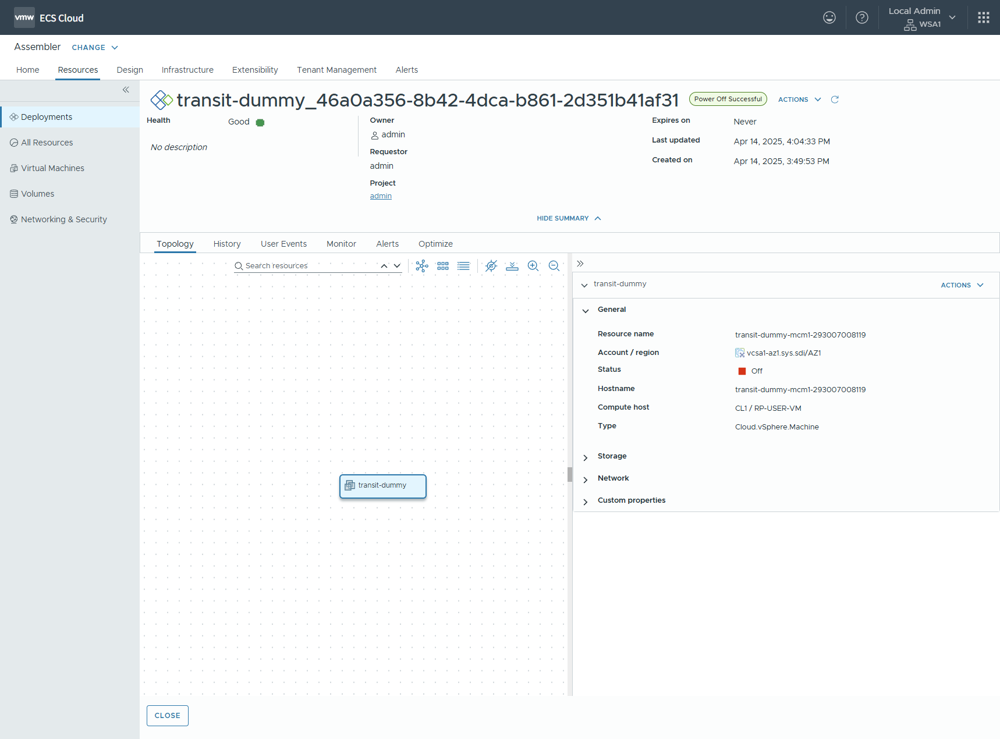 vmw ECS Cloud
Local Admin
WSA1
Assembler CHANGE
Home Resources Design Infrastructure Extensibility Tenant Management Alerts
Deployments
All Resources
Virtual Machines
Volumes
Networking & Security
transit-dummy_46a0a356-8b42-4dca-b861-2d351b41af31 Power Off Successful ACTIONS
Health Good
No description
Owner
admin
Requestor
admin
Project
admin
Expires on Never
Last updated Apr 14, 2025, 4:04:33 PM
Created on Apr 14, 2025, 3:49:53 PM
HIDE SUMMARY
Topology History User Events Monitor Alerts Optimize
Search resources
transit-dummy
transit-dummy ACTIONS
General
Resource name transit-dummy-mcm1-293007008119
Account / region vcsa1-az1.sys.sdi/AZ1
Status Off
Hostname transit-dummy-mcm1-293007008119
Compute host CL1 / RP-USER-VM
Type Cloud.vSphere.Machine
Storage
Network
Custom properties
CLOSE